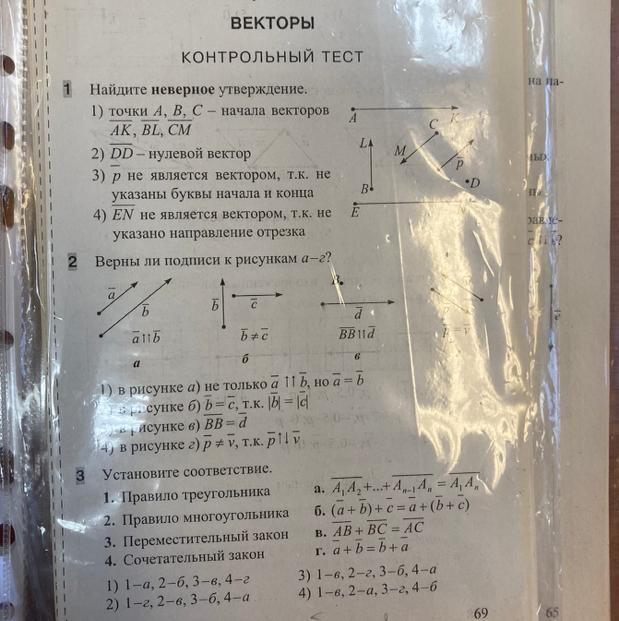 ВЕКТОРЫ
КОНТРОЛЬНЫЙ ТЕСТ
1 Найдите неверное утверждение.
1) точки A, B, C – начала векторов
AK, BL, CM
2) DD – нулевой вектор
3) p не является вектором, т.к. не
указаны буквы начала и конца
4) EN не является вектором, т.к. не
указано направление отрезка
A K
C
L M p
B D
E
2 Верны ли подписи к рисункам а–г?
a b b c B d
a↑↑b b ≠ c BB↑↑d
а б в
1) в рисунке а) не только a ↑↑ b, но a = b
в рисунке б) b = c, т.к. |b| = |c|
в рисунке в) BB = d
4) в рисунке г) p ≠ v, т.к. p↑↓v
3 Установите соответствие.
1. Правило треугольника
2. Правило многоугольника
3. Переместительный закон
4. Сочетательный закон
а. A₁A₂+...+Aₙ₋₁Aₙ = A₁Aₙ
б. (a + b) + c = a + (b + c)
в. AB + BC = AC
г. a + b = b + a
1) 1–а, 2–б, 3–в, 4–г
2) 1–г, 2–в, 3–б, 4–а
3) 1–в, 2–г, 3–б, 4–а
4) 1–в, 2–а, 3–г, 4–б
69
65